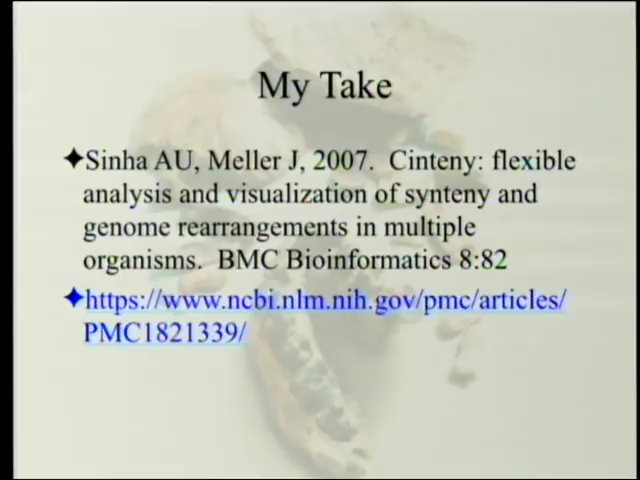 My Take
✦Sinha AU, Meller J, 2007.  Cinteny: flexible
analysis and visualization of synteny and
genome rearrangements in multiple
organisms.  BMC Bioinformatics 8:82
✦https://www.ncbi.nlm.nih.gov/pmc/articles/
PMC1821339/